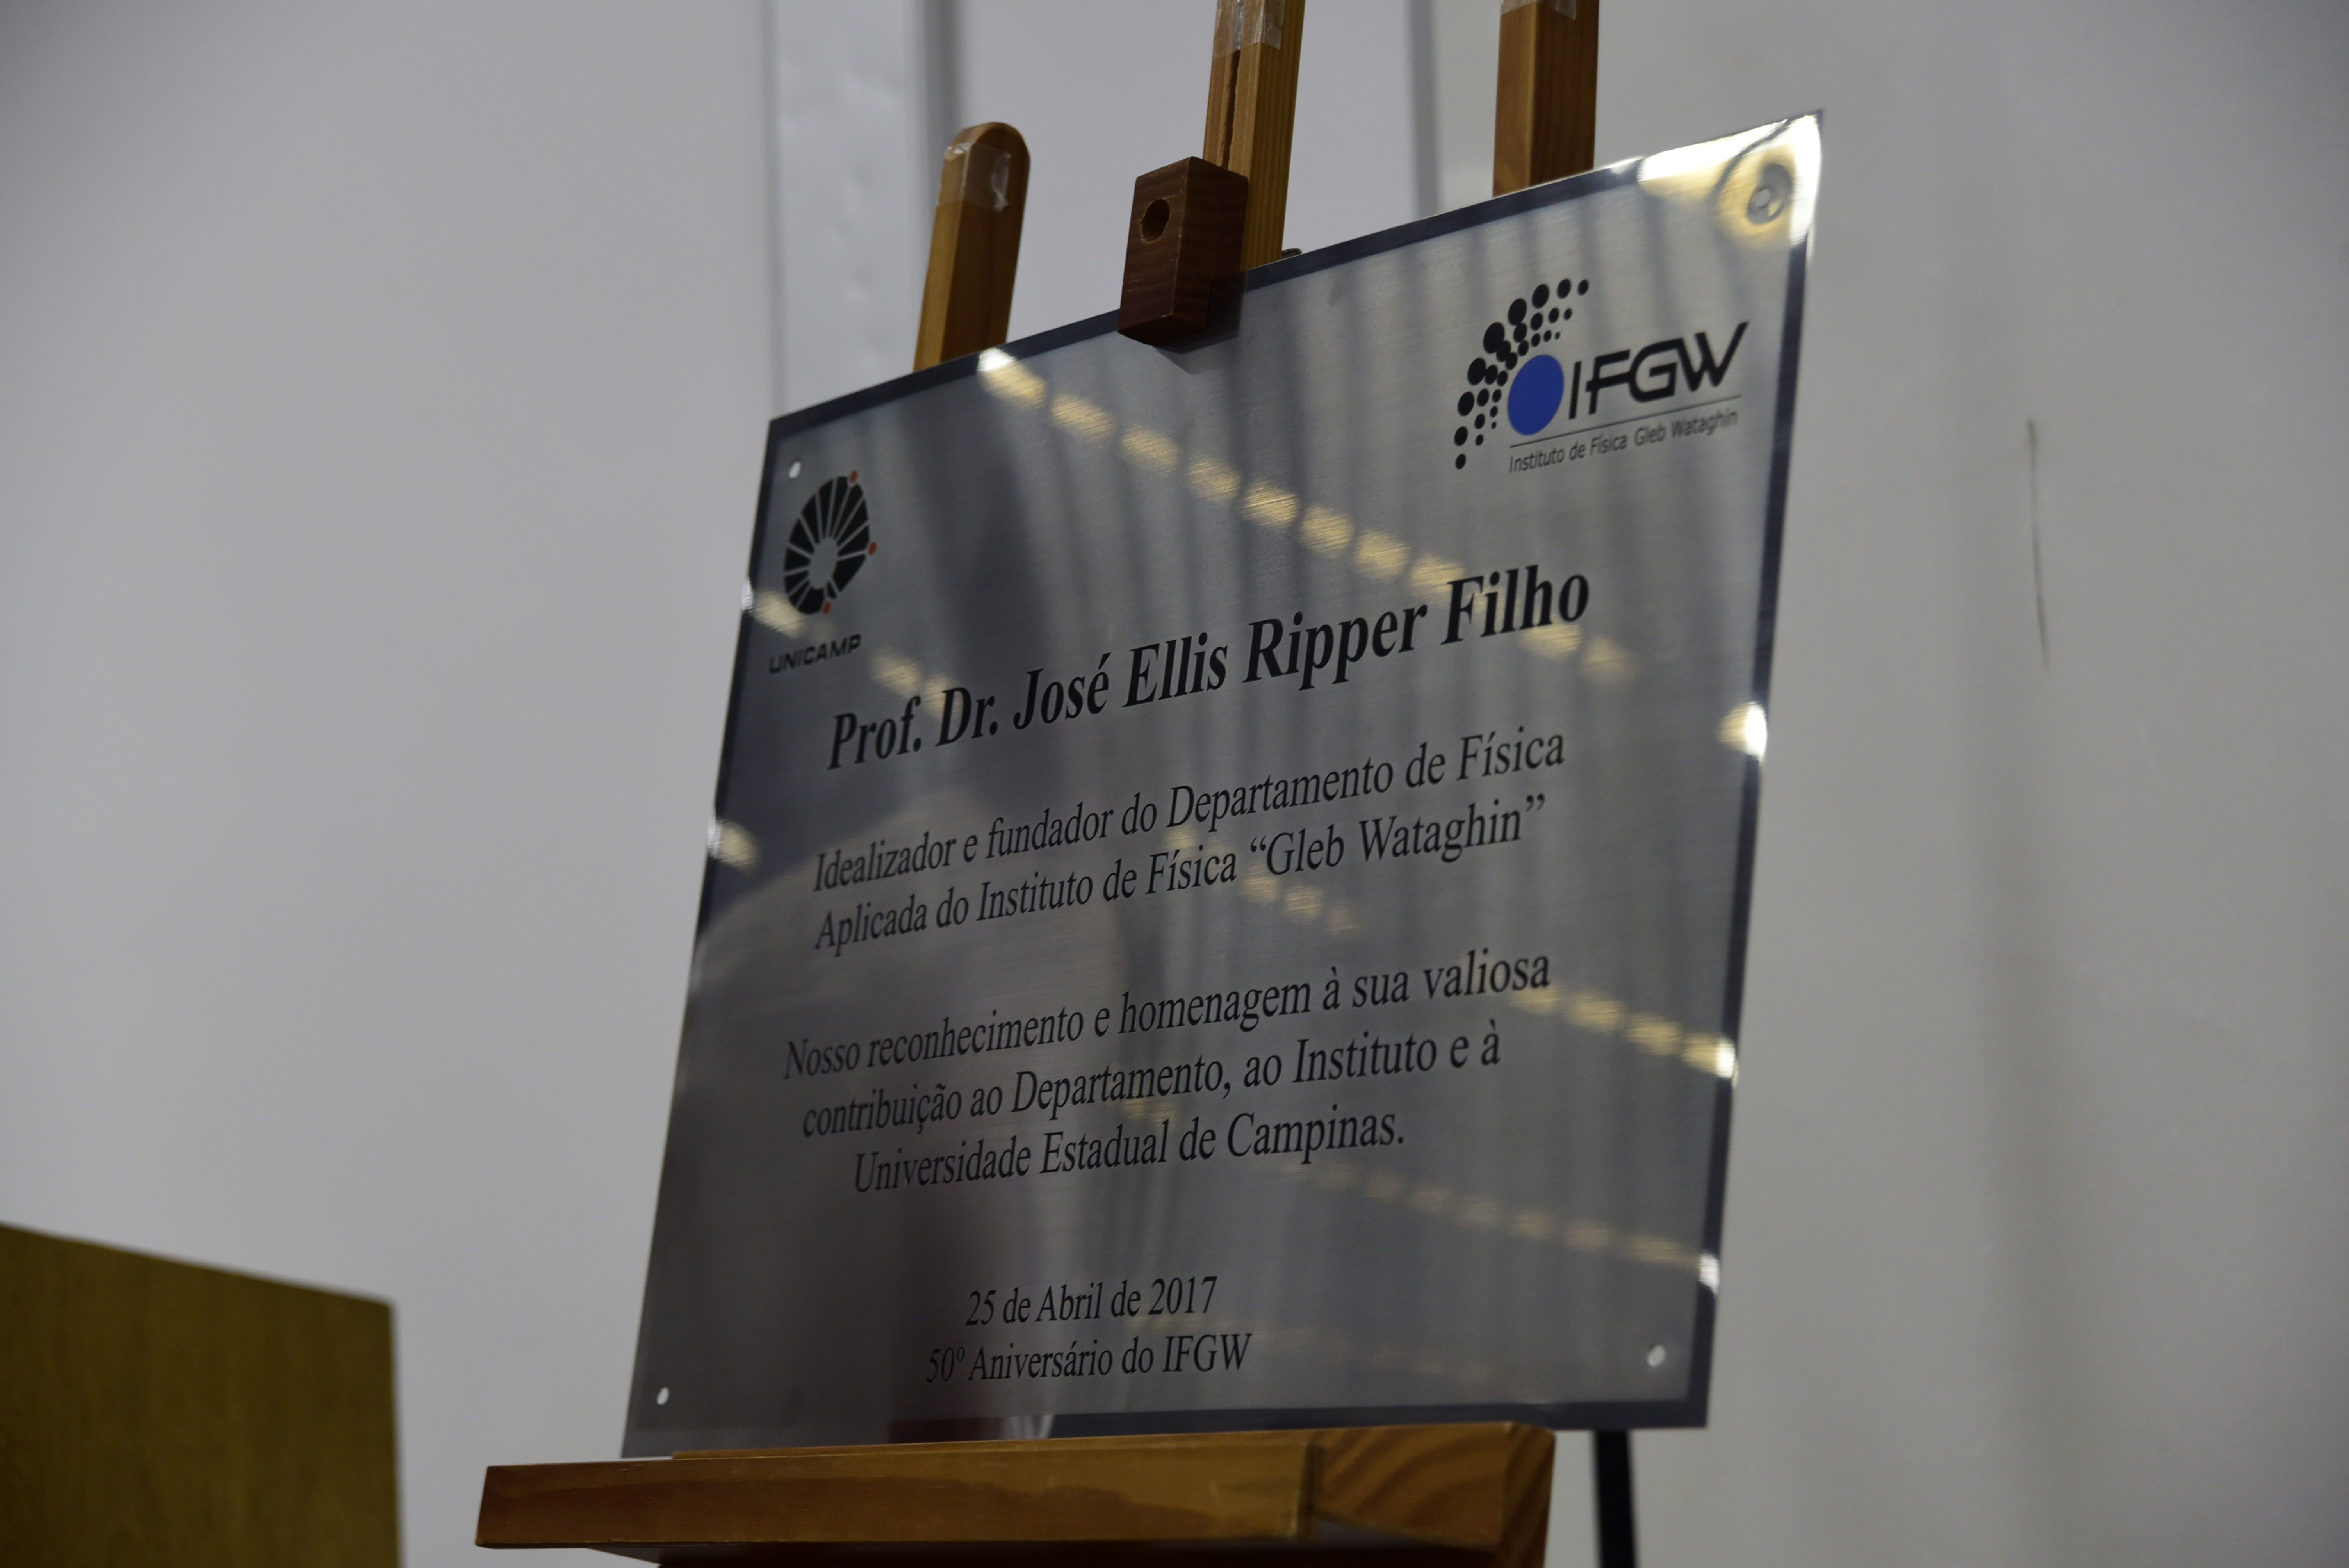 UNICAMP
IFGW
Instituto de Física Gleb Wataghin
Prof. Dr. José Ellis Ripper Filho
Idealizador e fundador do Departamento de Física
Aplicada do Instituto de Física “Gleb Wataghin”
Nosso reconhecimento e homenagem à sua valiosa
contribuição ao Departamento, ao Instituto e à
Universidade Estadual de Campinas.
25 de Abril de 2017
50º Aniversário do IFGW